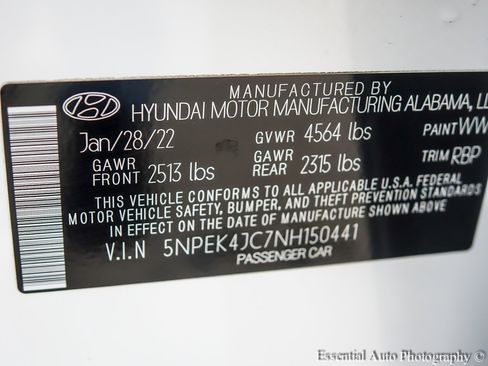 MANUFACTURED BY
HYUNDAI MOTOR MANUFACTURING ALABAMA,
Jan/28/22 GVWR 4564 lbs PAINT WW
GAWR FRONT 2513 lbs GAWR REAR 2315 lbs TRIM RBP
THIS VEHICLE CONFORMS TO ALL APPLICABLE U.S.A. FEDERAL
MOTOR VEHICLE SAFETY, BUMPER, AND THEFT PREVENTION STANDARDS
IN EFFECT ON THE DATE OF MANUFACTURE SHOWN ABOVE.
V.I.N 5NPEK4JC7NH150441
PASSENGER CAR
Essential Auto Photography ©